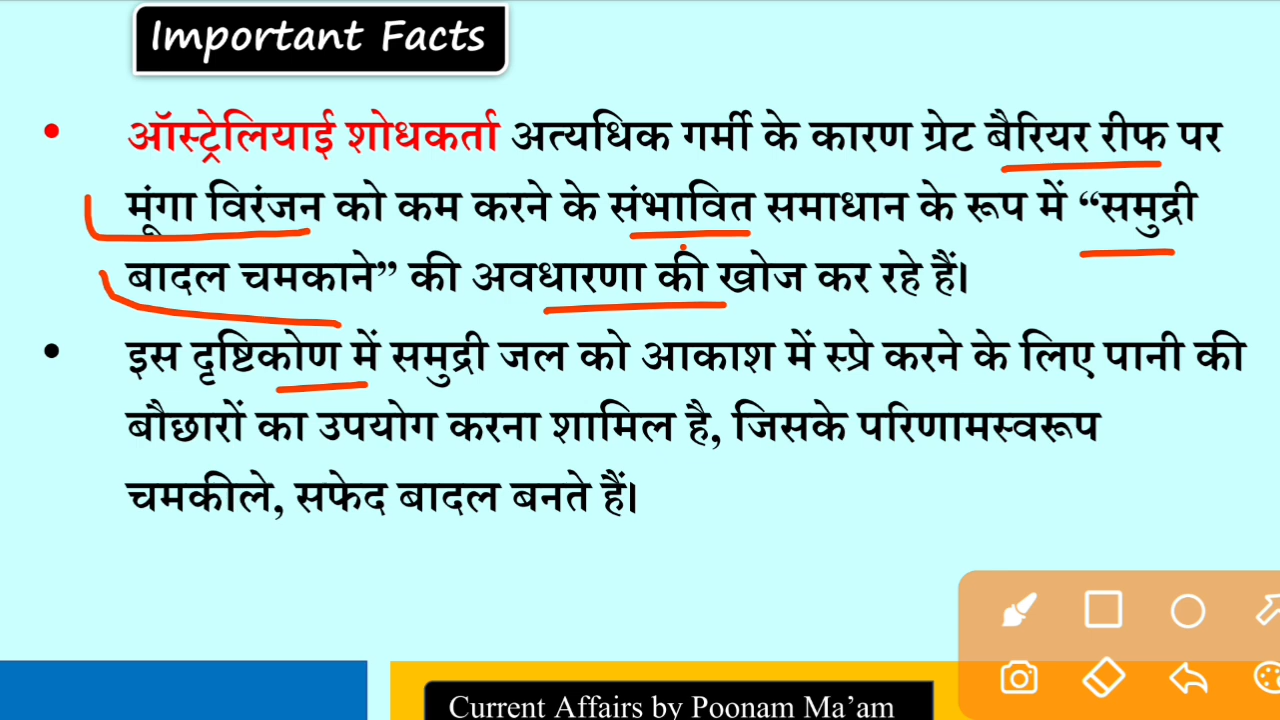 Important Facts
• ऑस्ट्रेलियाई शोधकर्ता अत्यधिक गर्मी के कारण ग्रेट बैरियर रीफ पर
मूंगा विरंजन को कम करने के संभावित समाधान के रूप में “समुद्री
बादल चमकाने” की अवधारणा की खोज कर रहे हैं।
• इस दृष्टिकोण में समुद्री जल को आकाश में स्प्रे करने के लिए पानी की
बौछारों का उपयोग करना शामिल है, जिसके परिणामस्वरूप
चमकीले, सफेद बादल बनते हैं।
Current Affairs by Poonam Ma’am